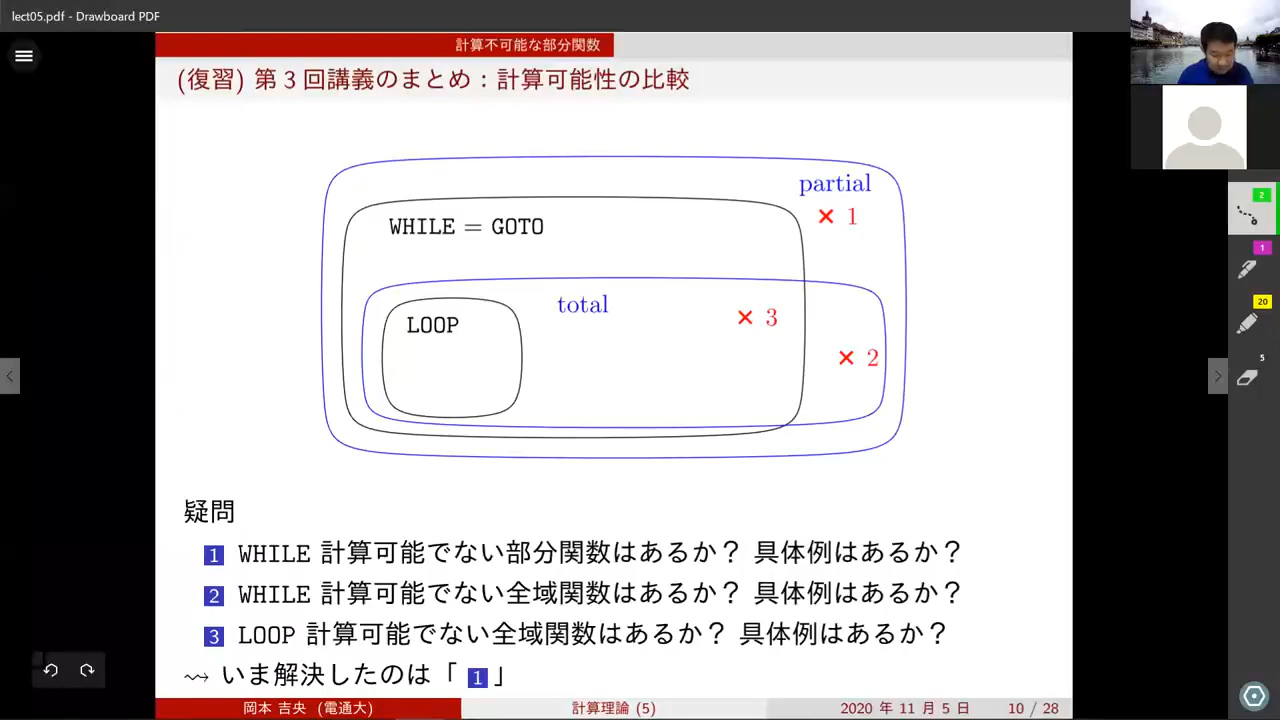 lect05.pdf - Drawboard PDF
計算不可能な部分関数
(復習) 第 3 回講義のまとめ:計算可能性の比較
partial
× 1
WHILE = GOTO
total
LOOP
× 3
× 2
疑問
1 WHILE 計算可能でない部分関数はあるか? 具体例はあるか?
2 WHILE 計算可能でない全域関数はあるか? 具体例はあるか?
3 LOOP 計算可能でない全域関数はあるか? 具体例はあるか?
⇝ いま解決したのは「 1 」
岡本 吉央 (電通大) 計算理論 (5) 2020 年 11 月 5 日 10 / 28
2
1
20
5